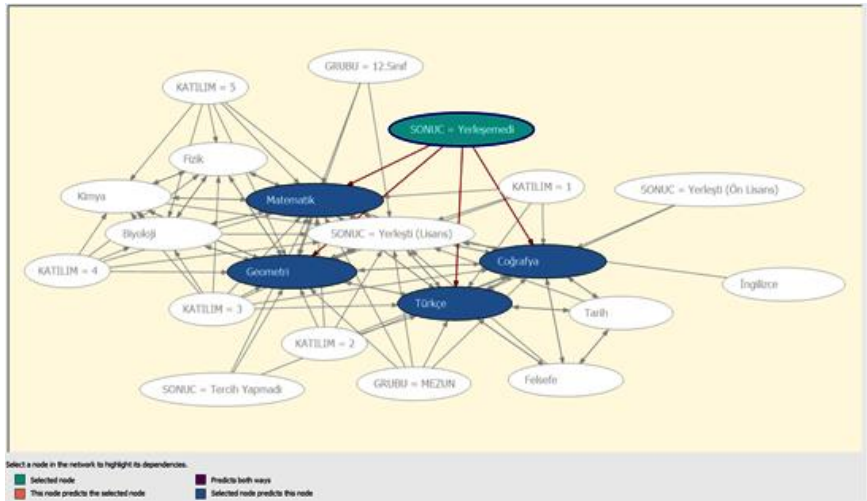 GRUBU = 12.Sinif
KATILIM = 5
SONUC = Yerleşemedi
Fizik
KATILIM = 1
SONUC = Yerleşti (Ön Lisans)
Kimya
Matematik
Biyoloji
SONUC = Yerleşti (Lisans)
KATILIM = 4
Geometri
Coğrafya
İngilizce
KATILIM = 3
Türkçe
Tarih
KATILIM = 2
SONUC = Tercih Yapmadı
GRUBU = MEZUN
Felsefe
Select a node in the network to highlight its dependencies.
Selected node
Predicts both ways
This node predicts the selected node
Selected node predicts this node